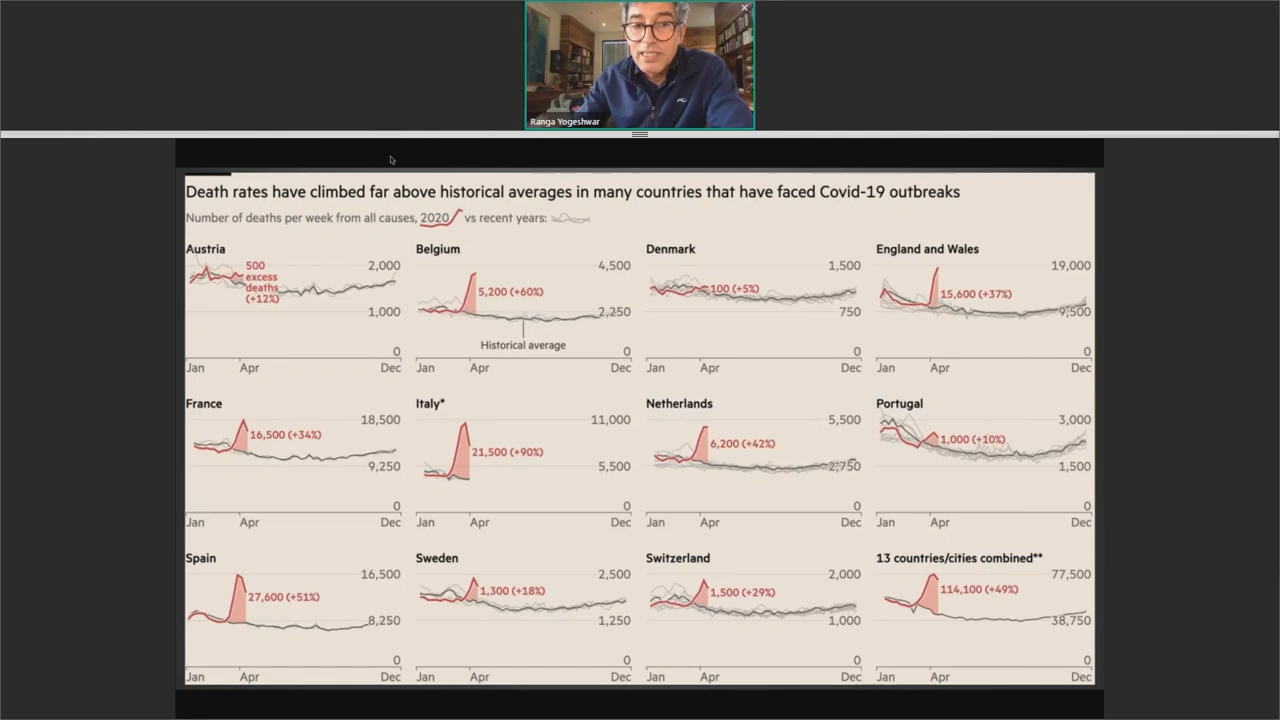 Ranga Yogeshwar
Death rates have climbed far above historical averages in many countries that have faced Covid-19 outbreaks
Number of deaths per week from all causes, 2020 vs recent years:
Austria
500
excess
deaths
(+12%)
2,000
1,000
0
Jan Apr Dec
Belgium
5,200 (+60%)
Historical average
4,500
2,250
0
Jan Apr Dec
Denmark
100 (+5%)
1,500
750
Jan Apr Dec
England and Wales
15,600 (+37%)
19,000
9,500
0
Jan Apr Dec
France
16,500 (+34%)
18,500
9,250
0
Jan Apr Dec
Italy*
21,500 (+90%)
11,000
5,500
0
Jan Apr Dec
Netherlands
6,200 (+42%)
5,500
2,750
0
Jan Apr Dec
Portugal
1,000 (+10%)
3,000
1,500
0
Jan Apr Dec
Spain
27,600 (+51%)
16,500
8,250
0
Jan Apr Dec
Sweden
1,300 (+18%)
2,500
1,250
0
Jan Apr Dec
Switzerland
1,500 (+29%)
2,000
1,000
Jan Apr Dec
13 countries/cities combined**
114,100 (+49%)
77,500
38,750
0
Jan Apr Dec